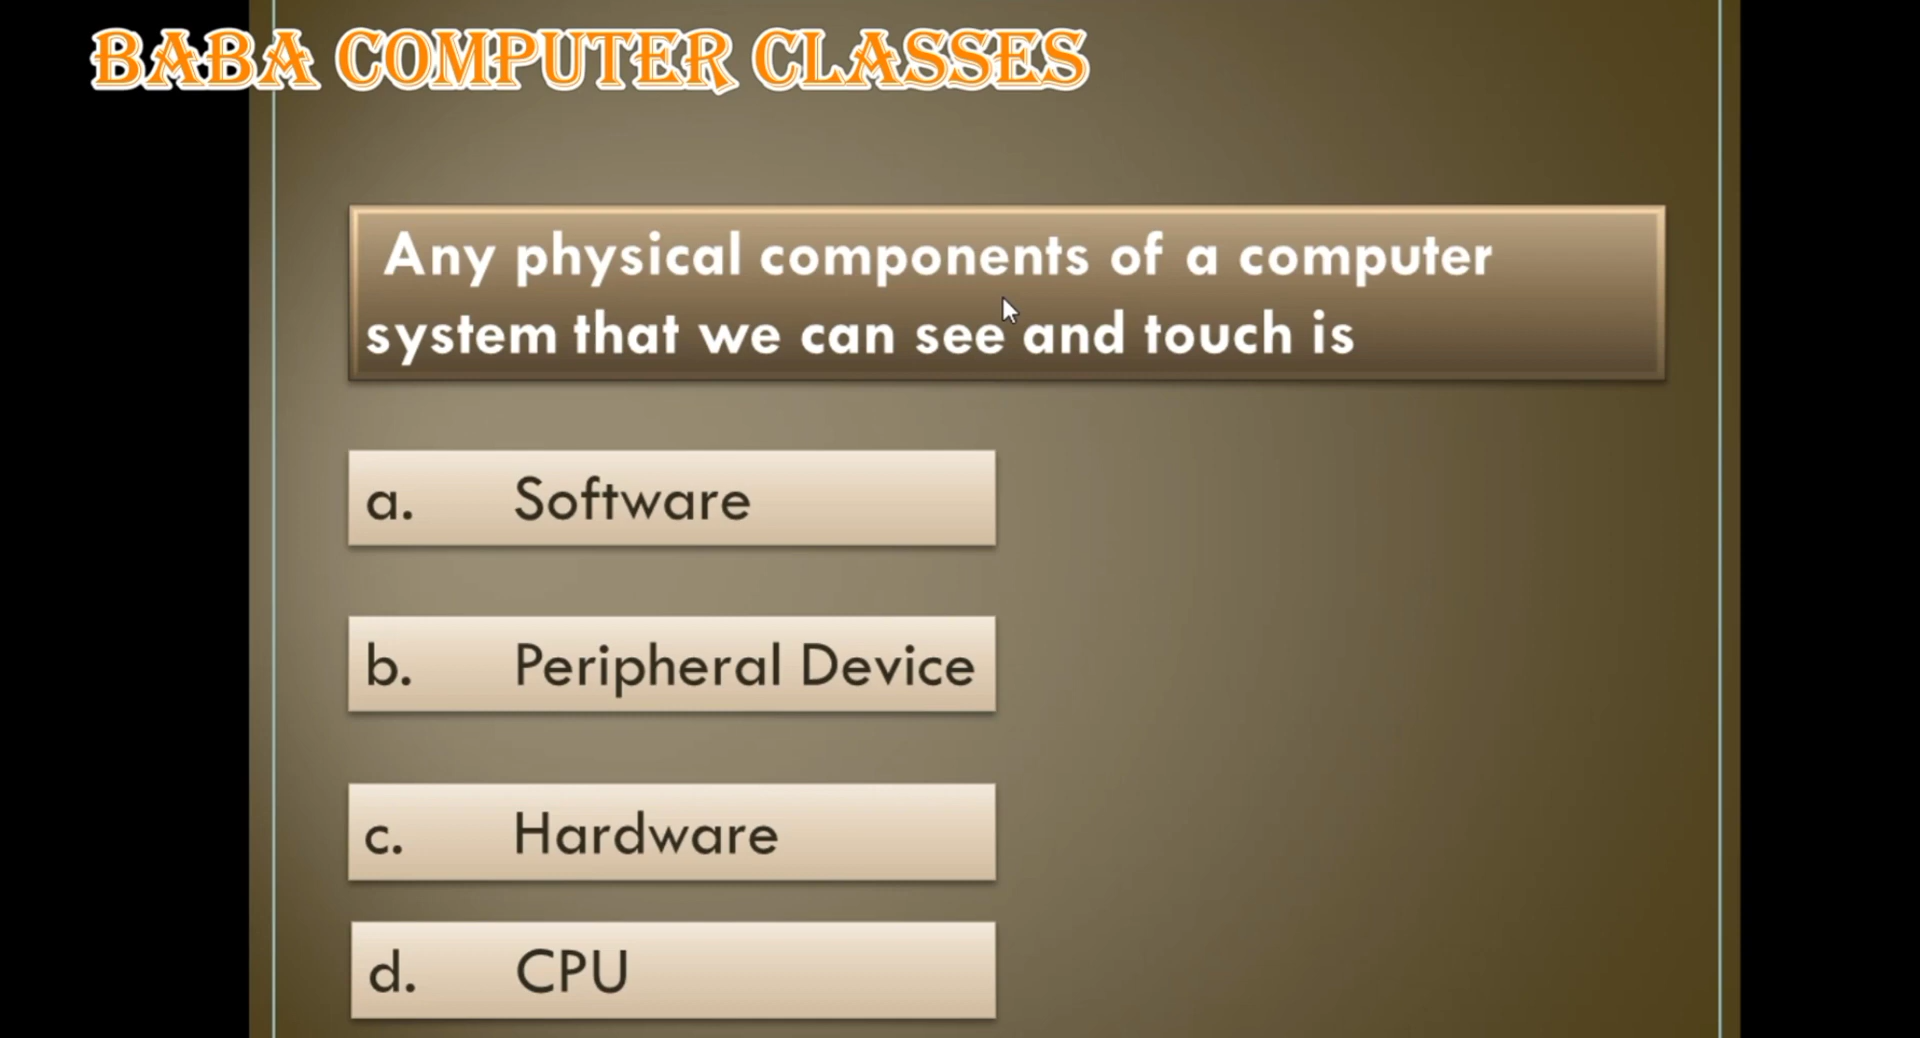 BABA COMPUTER CLASSES
Any physical components of a computer
system that we can see and touch is
a. Software
b. Peripheral Device
c. Hardware
d. CPU